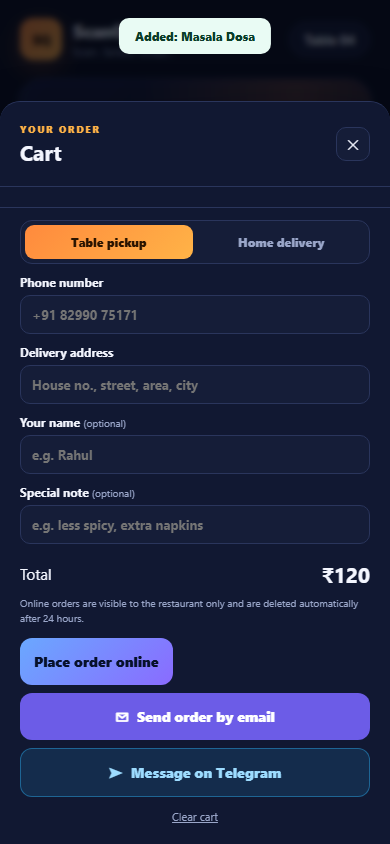 Added: Masala Dosa
YOUR ORDER
Cart
Table pickup
Home delivery
Phone number
+91 82990 75171
Delivery address
House no., street, area, city
Your name (optional)
e.g. Rahul
Special note (optional)
e.g. less spicy, extra napkins
Total
₹120
Online orders are visible to the restaurant only and are deleted automatically
after 24 hours.
Place order online
Send order by email
Message on Telegram
Clear cart